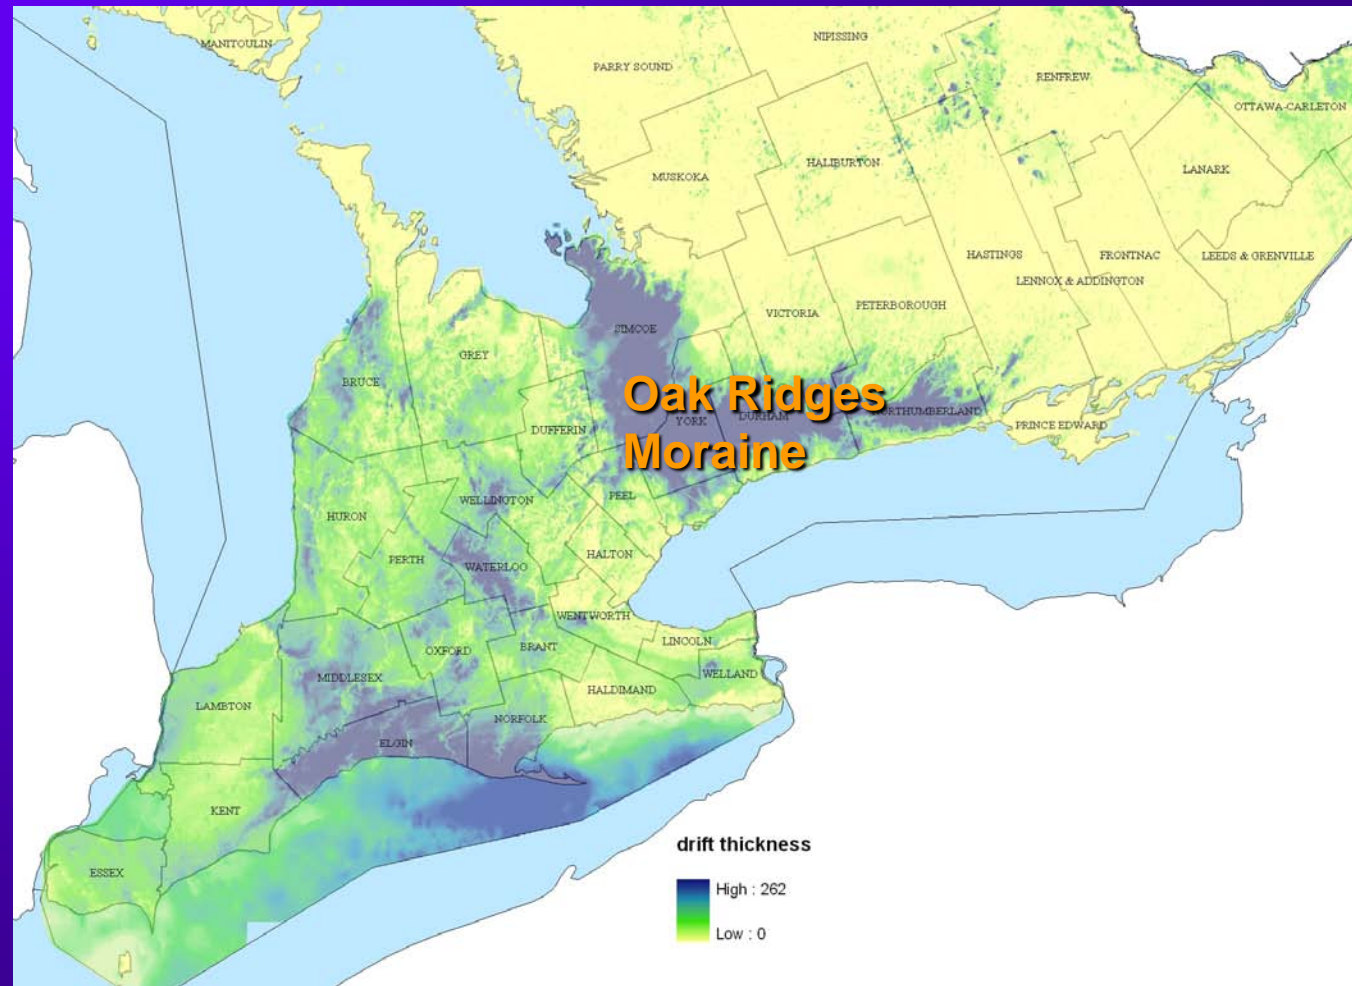 MANITOULIN
NIPISSING
PARRY SOUND
RENFREW
OTTAWA-CARLETON
HALIBURTON
LANARK
MUSKOKA
HASTINGS
FRONTNAC
LEEDS & GRENVILLE
LENNOX & ADDINGTON
PETERBOROUGH
VICTORIA
SIMCOE
GREY
BRUCE
Oak Ridges
Moraine
YORK
DURHAM
NORTHUMBERLAND
PRINCE EDWARD
DUFFERIN
PEEL
WELLINGTON
HURON
HALTON
PERTH
WATERLOO
WENTWORTH
LINCOLN
BRANT
OXFORD
WELLAND
MIDDLESEX
HALDIMAND
LAMBTON
NORFOLK
ELGIN
KENT
ESSEX
drift thickness
High : 262
Low : 0